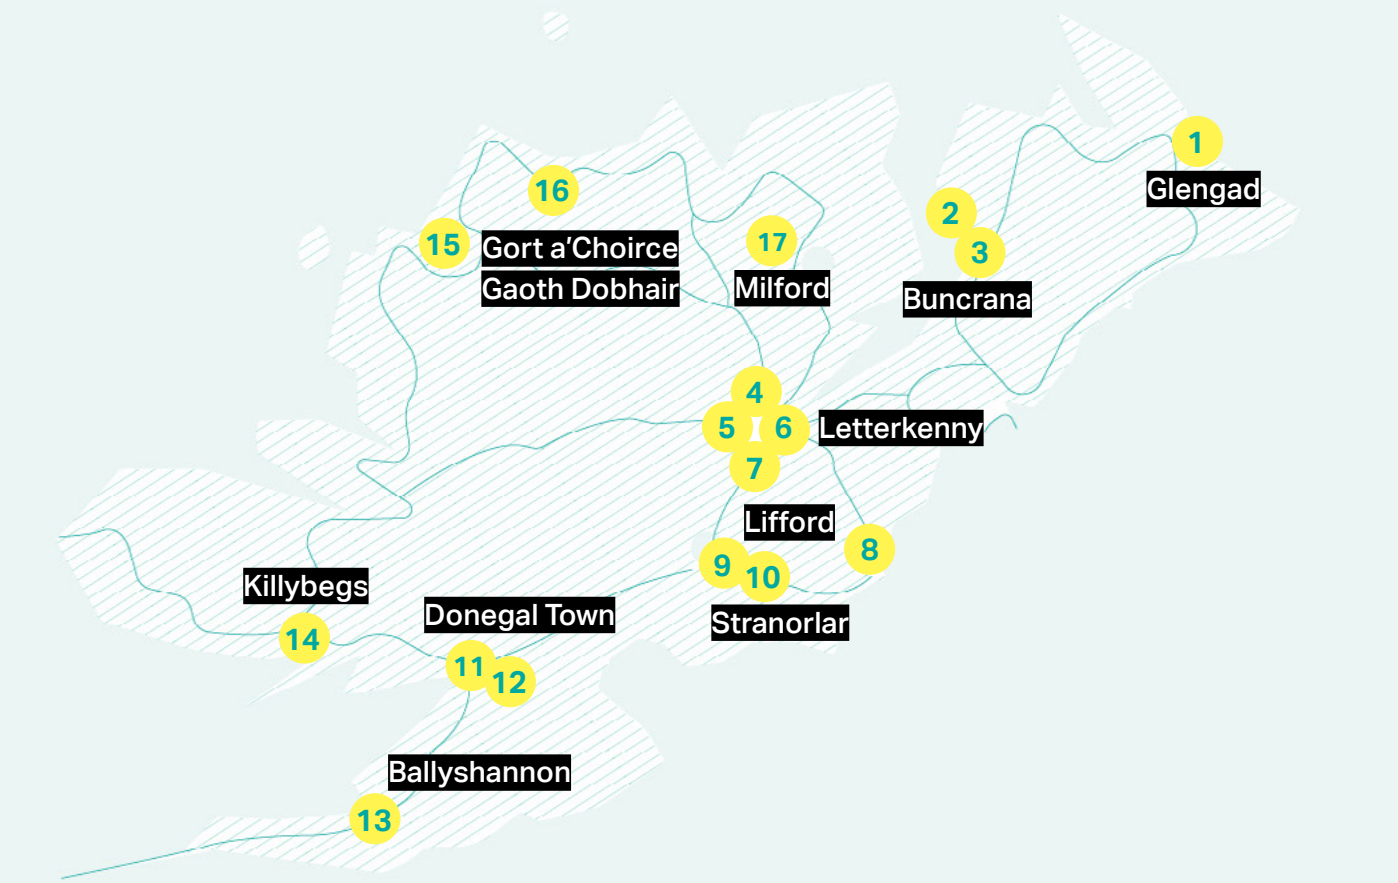 1
Glengad
16
2
15
17
Gort a'Choirce
3
Gaoth Dobhair
Milford
Buncrana
4
5
6
Letterkenny
7
Lifford
8
9
10
Killybegs
Donegal Town
Stranorlar
14
11
12
Ballyshannon
13